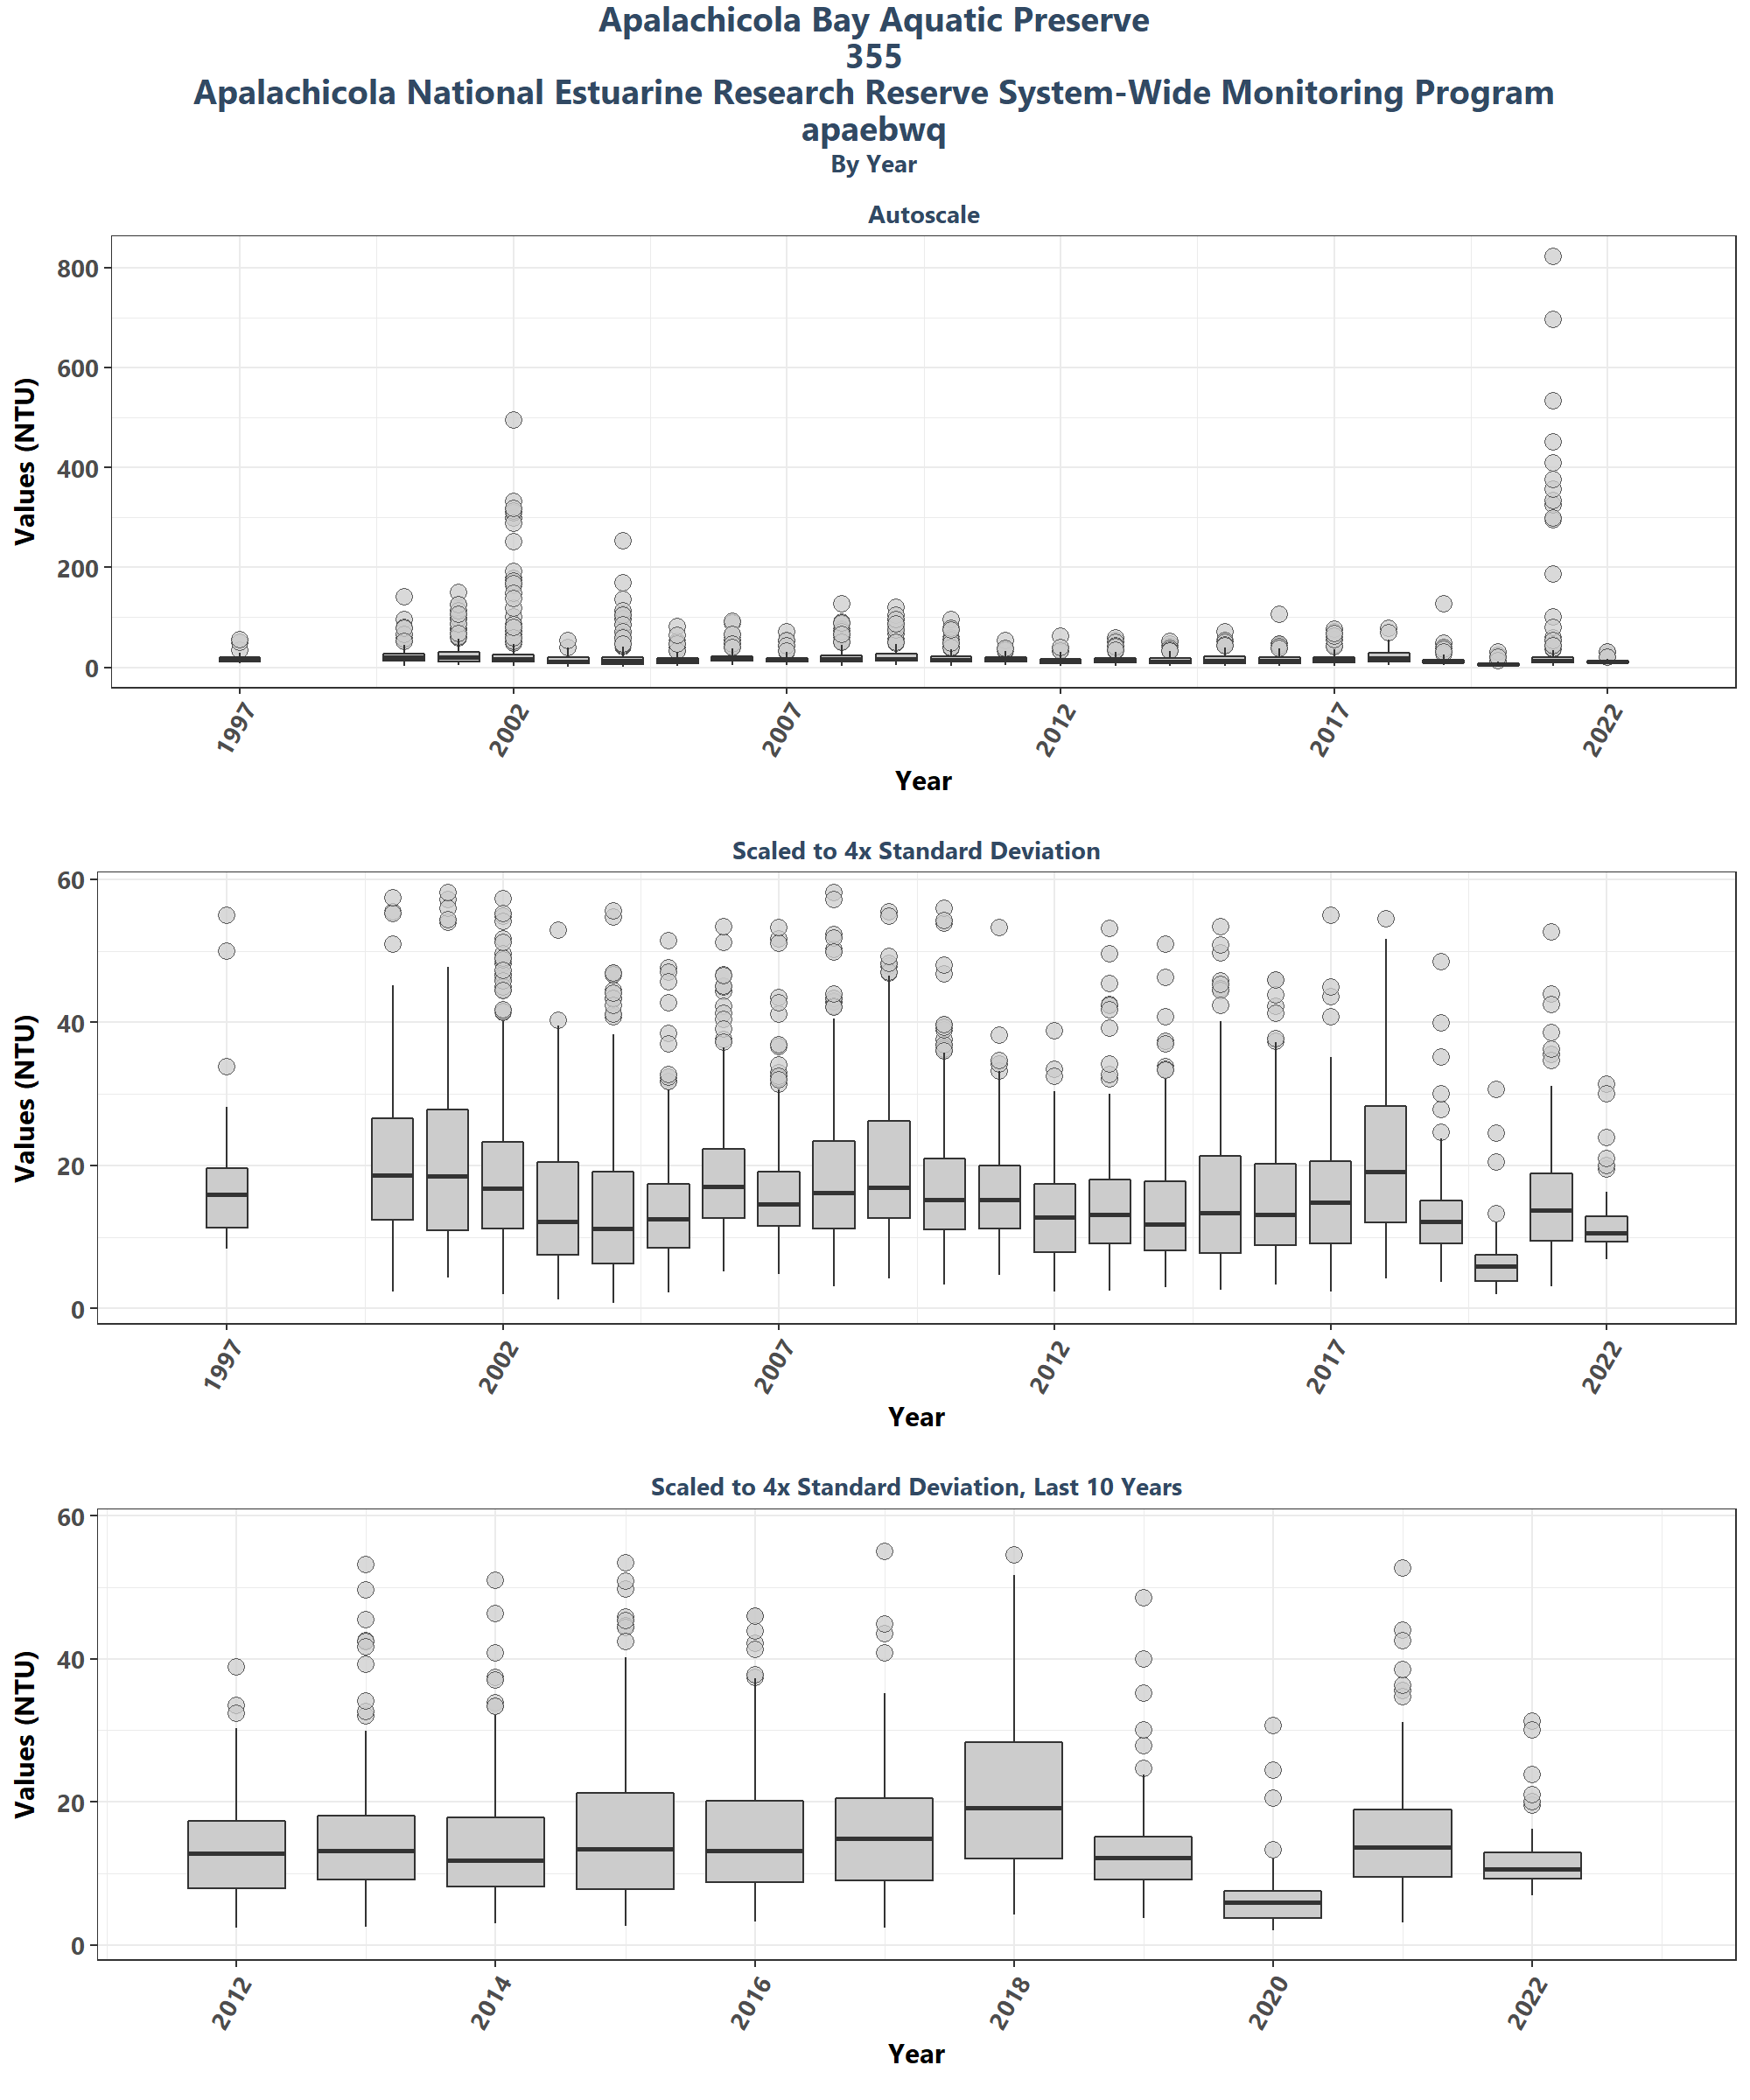 Apalachicola Bay Aquatic Preserve
355
Apalachicola National Estuarine Research Reserve System-Wide Monitoring Program
apaebwq
By Year
Autoscale
Values (NTU)
800
600
400
200
0
1997
2002
2007
2012
2017
2022
Year
Scaled to 4x Standard Deviation
Values (NTU)
60
40
20
0
1997
2002
2007
2012
2017
2022
Year
Scaled to 4x Standard Deviation, Last 10 Years
Values (NTU)
60
40
20
0
2012
2014
2016
2018
2020
2022
Year